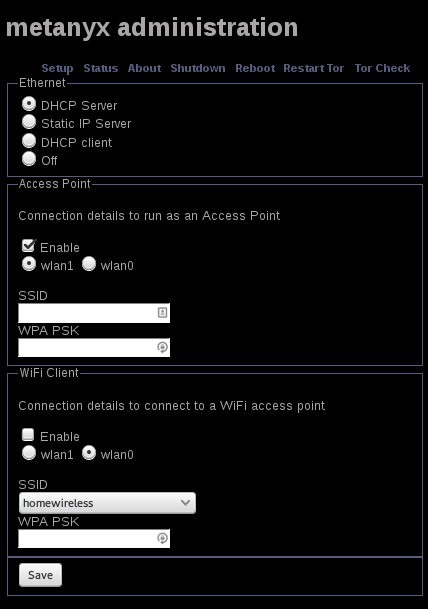 metanyx administration
Setup Status About Shutdown Reboot Restart Tor Tor Check
Ethernet
DHCP Server
Static IP Server
DHCP client
Off
Access Point
Connection details to run as an Access Point
Enable
wlan1 wlan0
SSID
WPA PSK
WiFi Client
Connection details to connect to a WiFi access point
Enable
wlan1 wlan0
SSID
homewireless
WPA PSK
Save